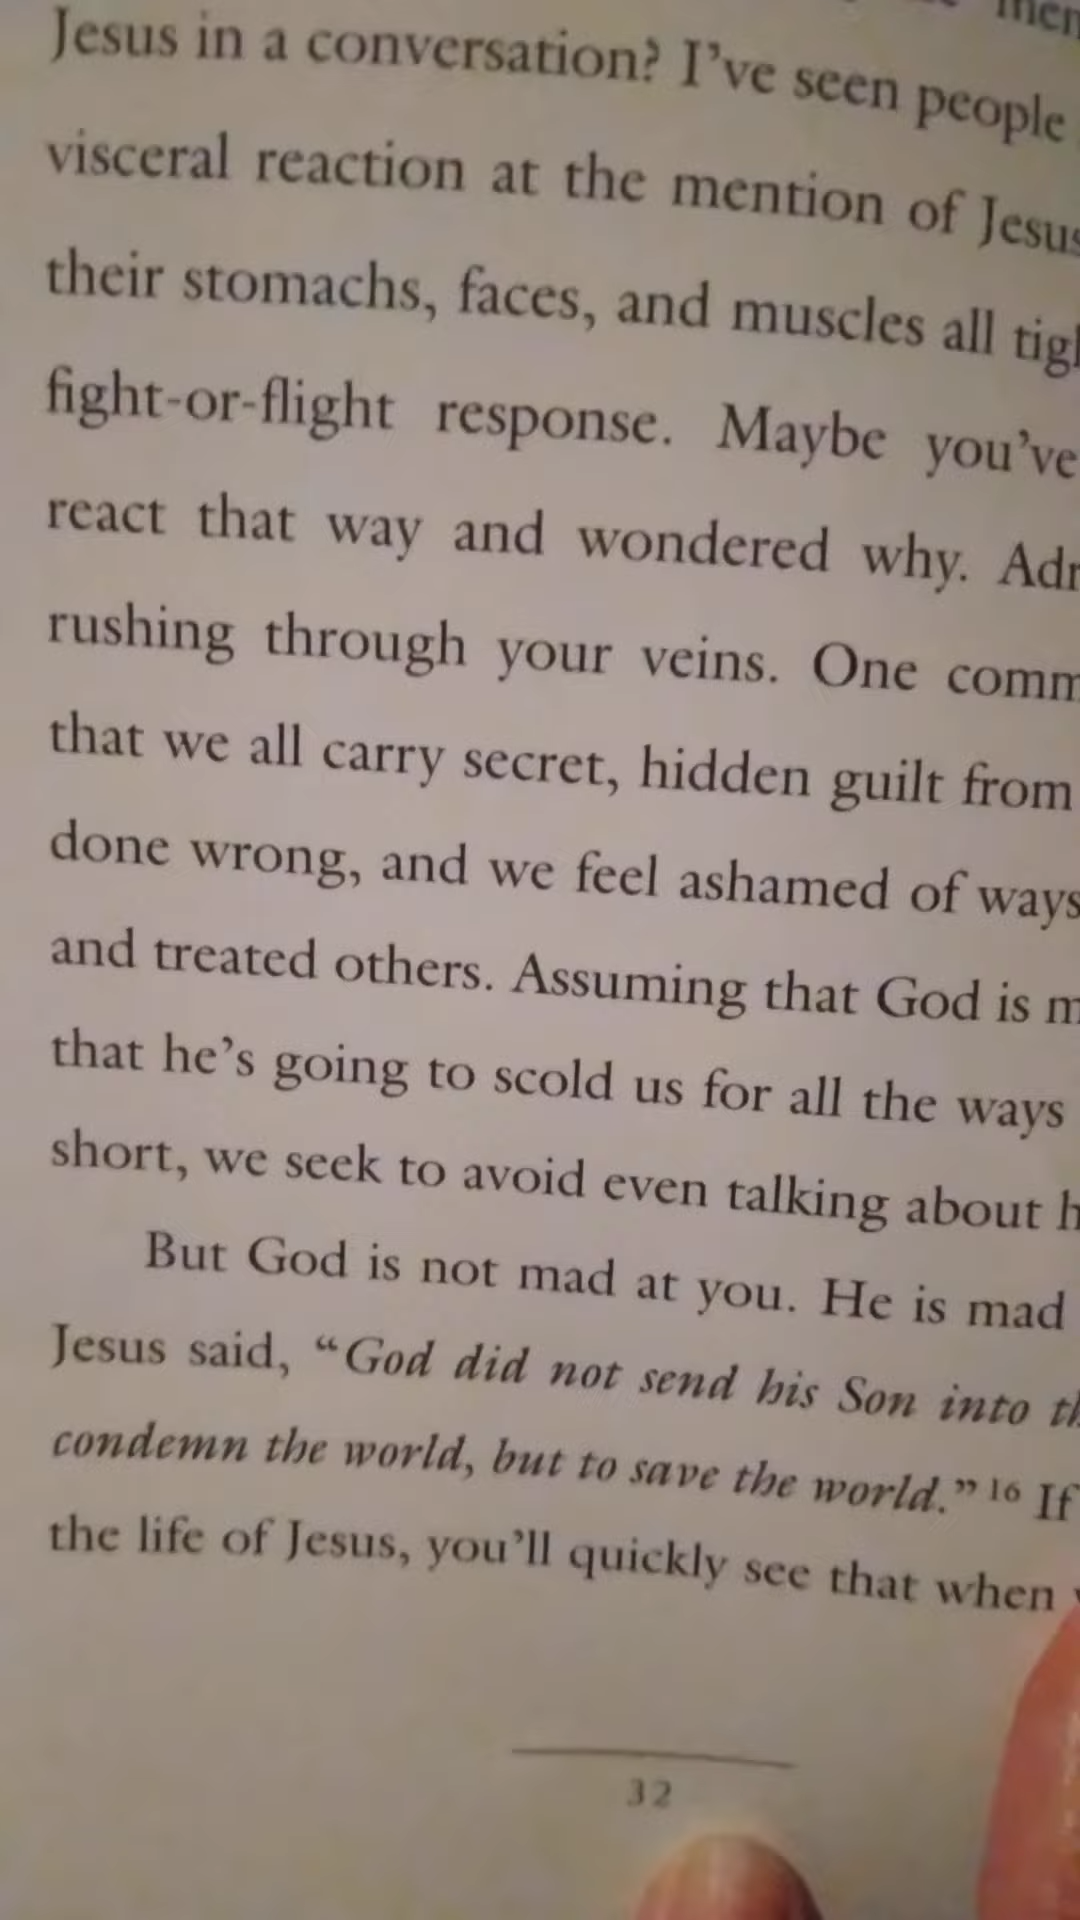 Jesus in a conversation? I've seen people
visceral reaction at the mention of Jesus
their stomachs, faces, and muscles all
fight-or-flight response. Maybe you've
react that way and wondered why.
rushing through your veins. One
that we all carry secret, hidden guilt from
done wrong, and we feel ashamed of ways
and treated others. Assuming that God is
that he's going to scold us for all the ways
short, we seek to avoid even talking about
But God is not mad at you. He is mad
Jesus said, “God did not send his Son into
condemn the world, but to save the world.” 16 If
the life of Jesus, you'll quickly see that when
32